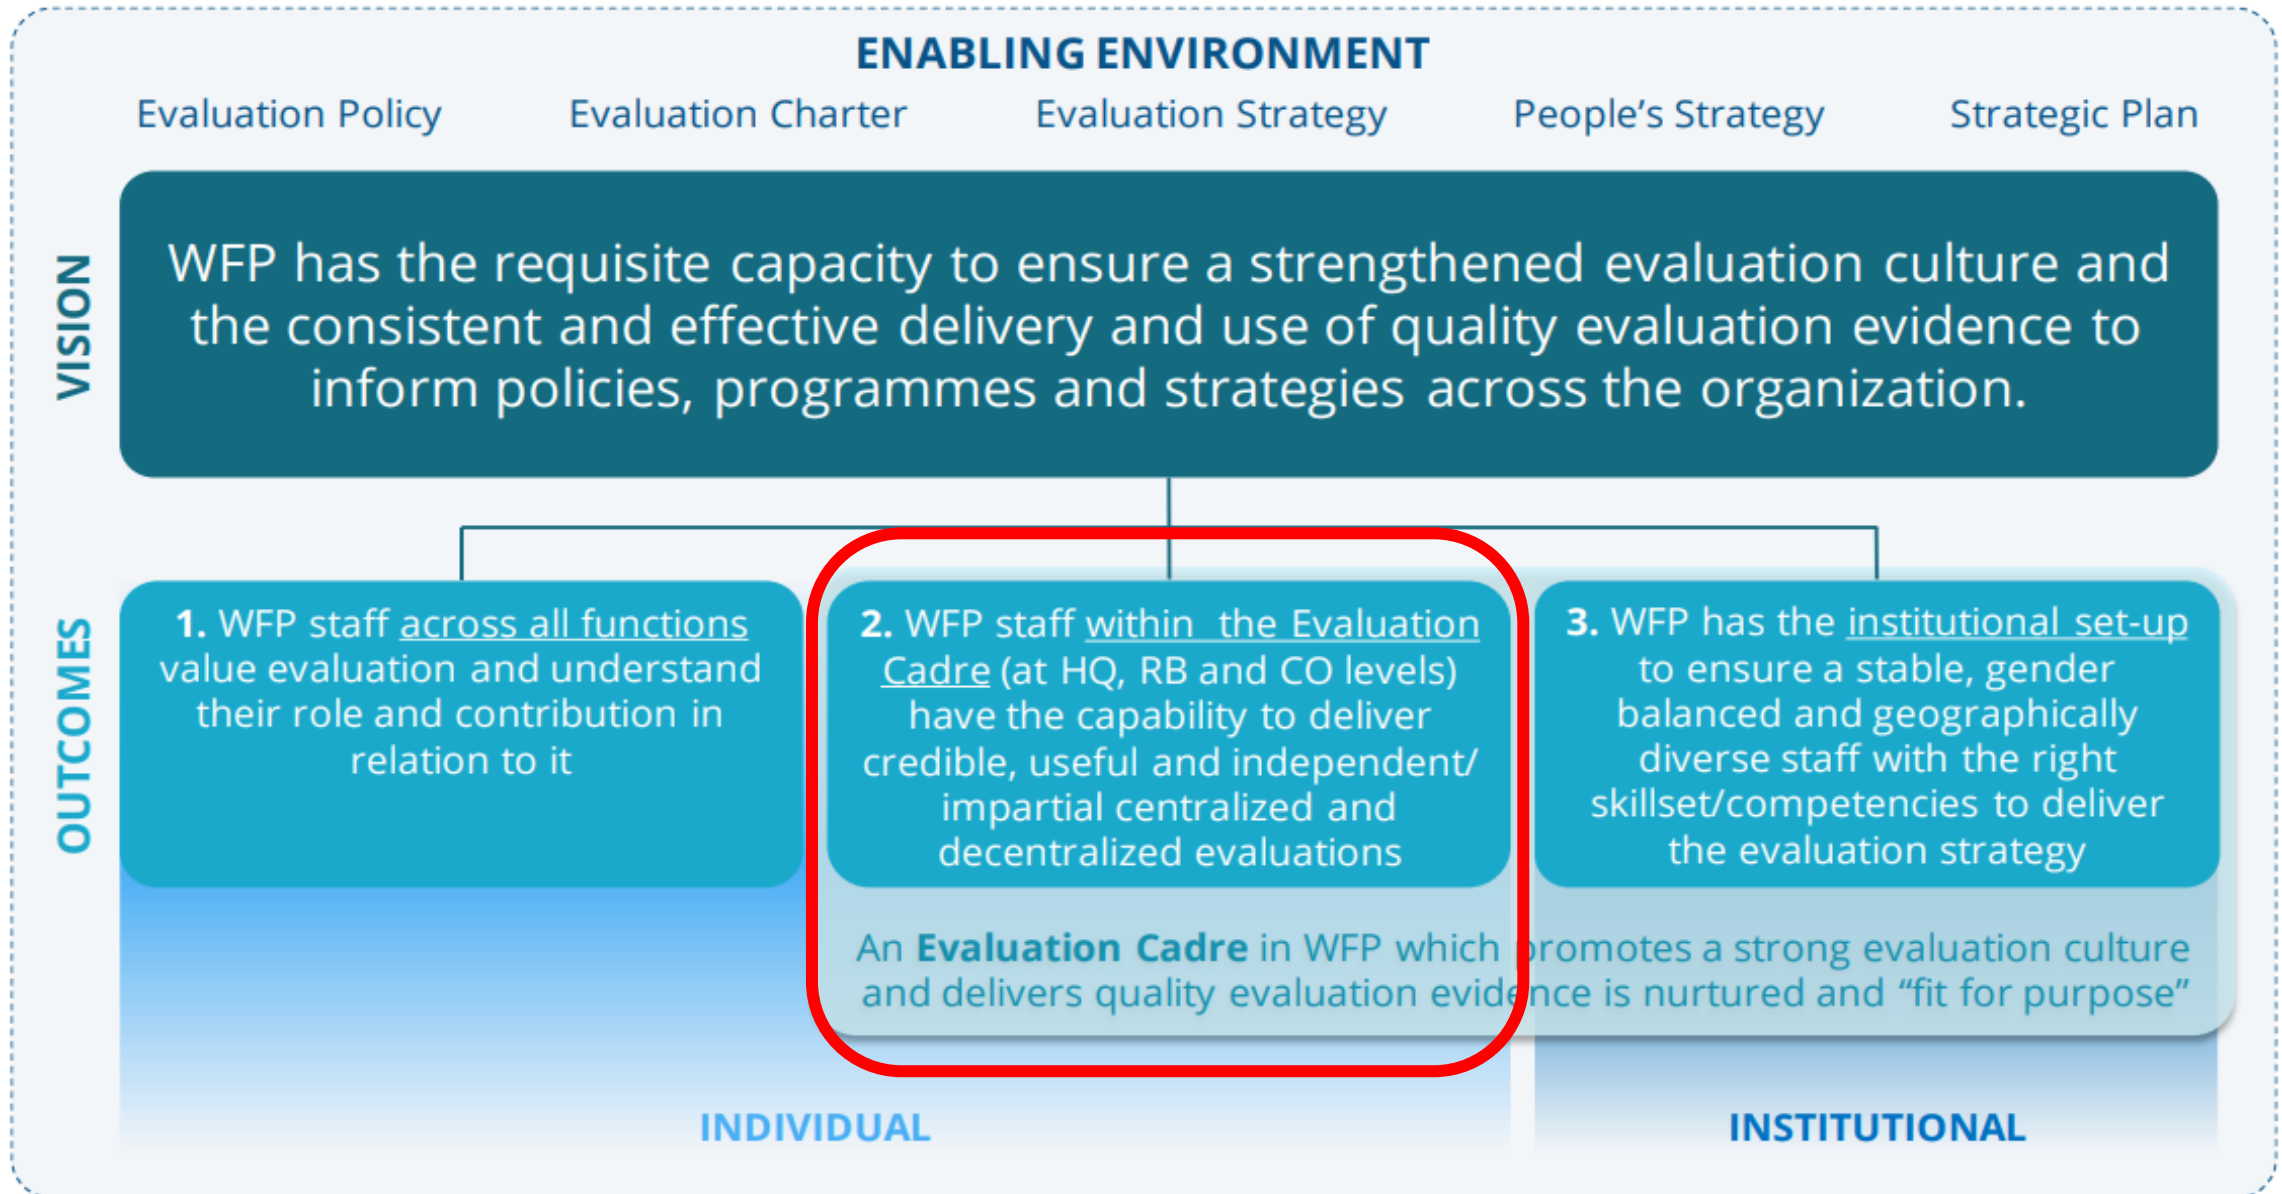 ENABLING ENVIRONMENT
Evaluation Policy Evaluation Charter Evaluation Strategy People's Strategy Strategic Plan
VISION
WFP has the requisite capacity to ensure a strengthened evaluation culture and
the consistent and effective delivery and use of quality evaluation evidence to
inform policies, programmes and strategies across the organization.
OUTCOMES
1. WFP staff across all functions
value evaluation and understand
their role and contribution in
relation to it
2. WFP staff within the Evaluation
Cadre (at HQ, RB and CO levels)
have the capability to deliver
credible, useful and independent/
impartial centralized and
decentralized evaluations
3. WFP has the institutional set-up
to ensure a stable, gender
balanced and geographically
diverse staff with the right
skillset/competencies to deliver
the evaluation strategy
An Evaluation Cadre in WFP which promotes a strong evaluation culture
and delivers quality evaluation evidence is nurtured and “fit for purpose”
INDIVIDUAL
INSTITUTIONAL